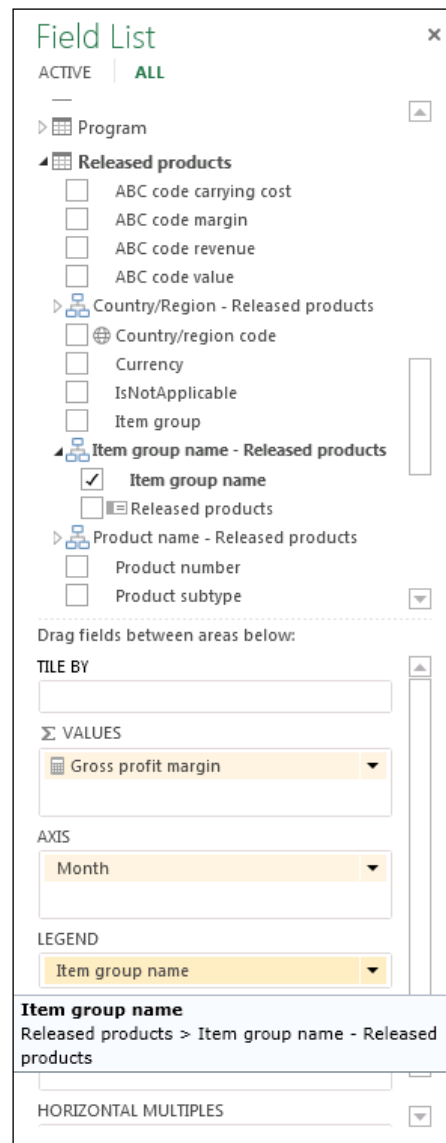 Field List
ACTIVE ALL
Program
Released products
ABC code carrying cost
ABC code margin
ABC code revenue
ABC code value
Country/Region - Released products
Country/region code
Currency
IsNotApplicable
Item group
Item group name - Released products
Item group name
Released products
Product name - Released products
Product number
Product subtype
Drag fields between areas below:
TILE BY
Σ VALUES
Gross profit margin
AXIS
Month
LEGEND
Item group name
Item group name
Released products > Item group name - Released
products
HORIZONTAL MULTIPLES